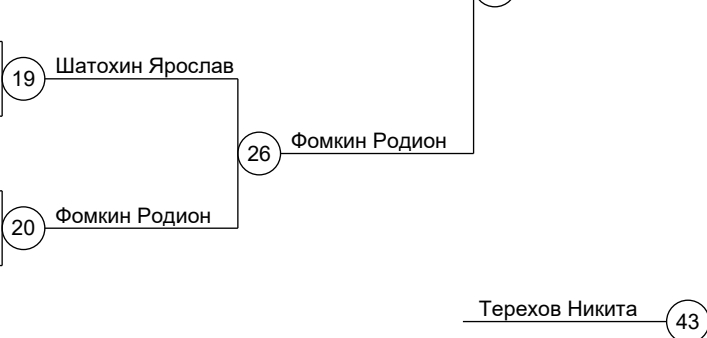 Шатохин Ярослав
19
Фомкин Родион
26
Фомкин Родион
20
Терехов Никита
43